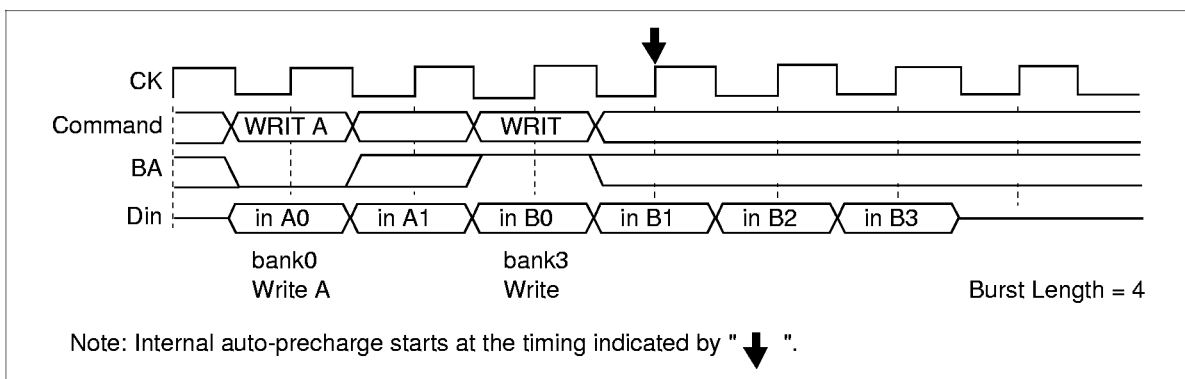 CK
Command WRIT A WRIT
BA
Din in A0 in A1 in B0 in B1 in B2 in B3
bank0 bank3
Write A Write Burst Length = 4
Note: Internal auto-precharge starts at the timing indicated by " ".